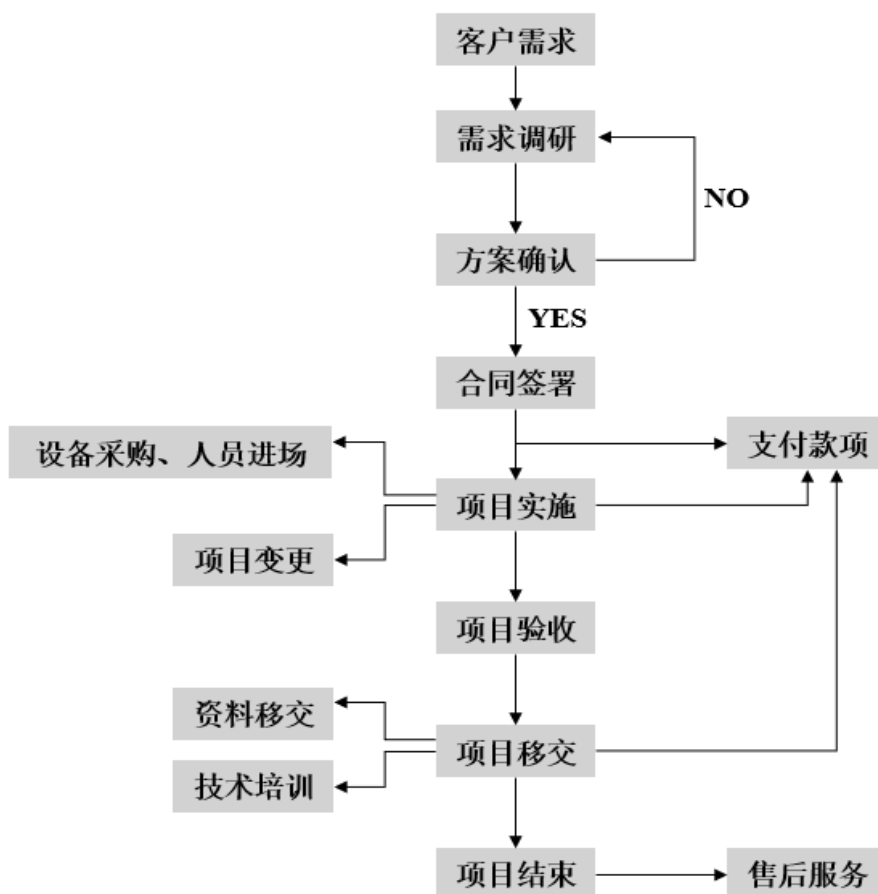 客户需求
需求调研
NO
方案确认
YES
合同签署
设备采购、人员进场
支付款项
项目实施
项目变更
项目验收
资料移交
项目移交
技术培训
项目结束
售后服务